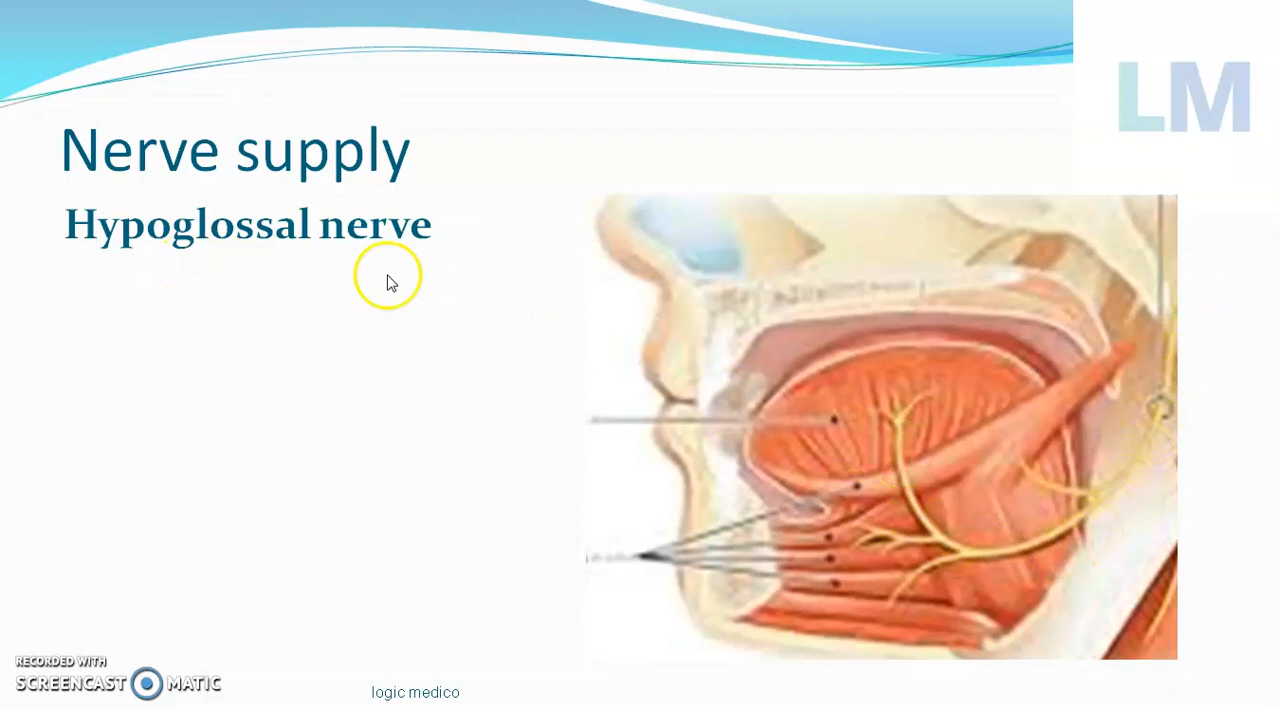 LM
Nerve supply
Hypoglossal nerve
RECORDED WITH
SCREENCAST MATIC
logic medico